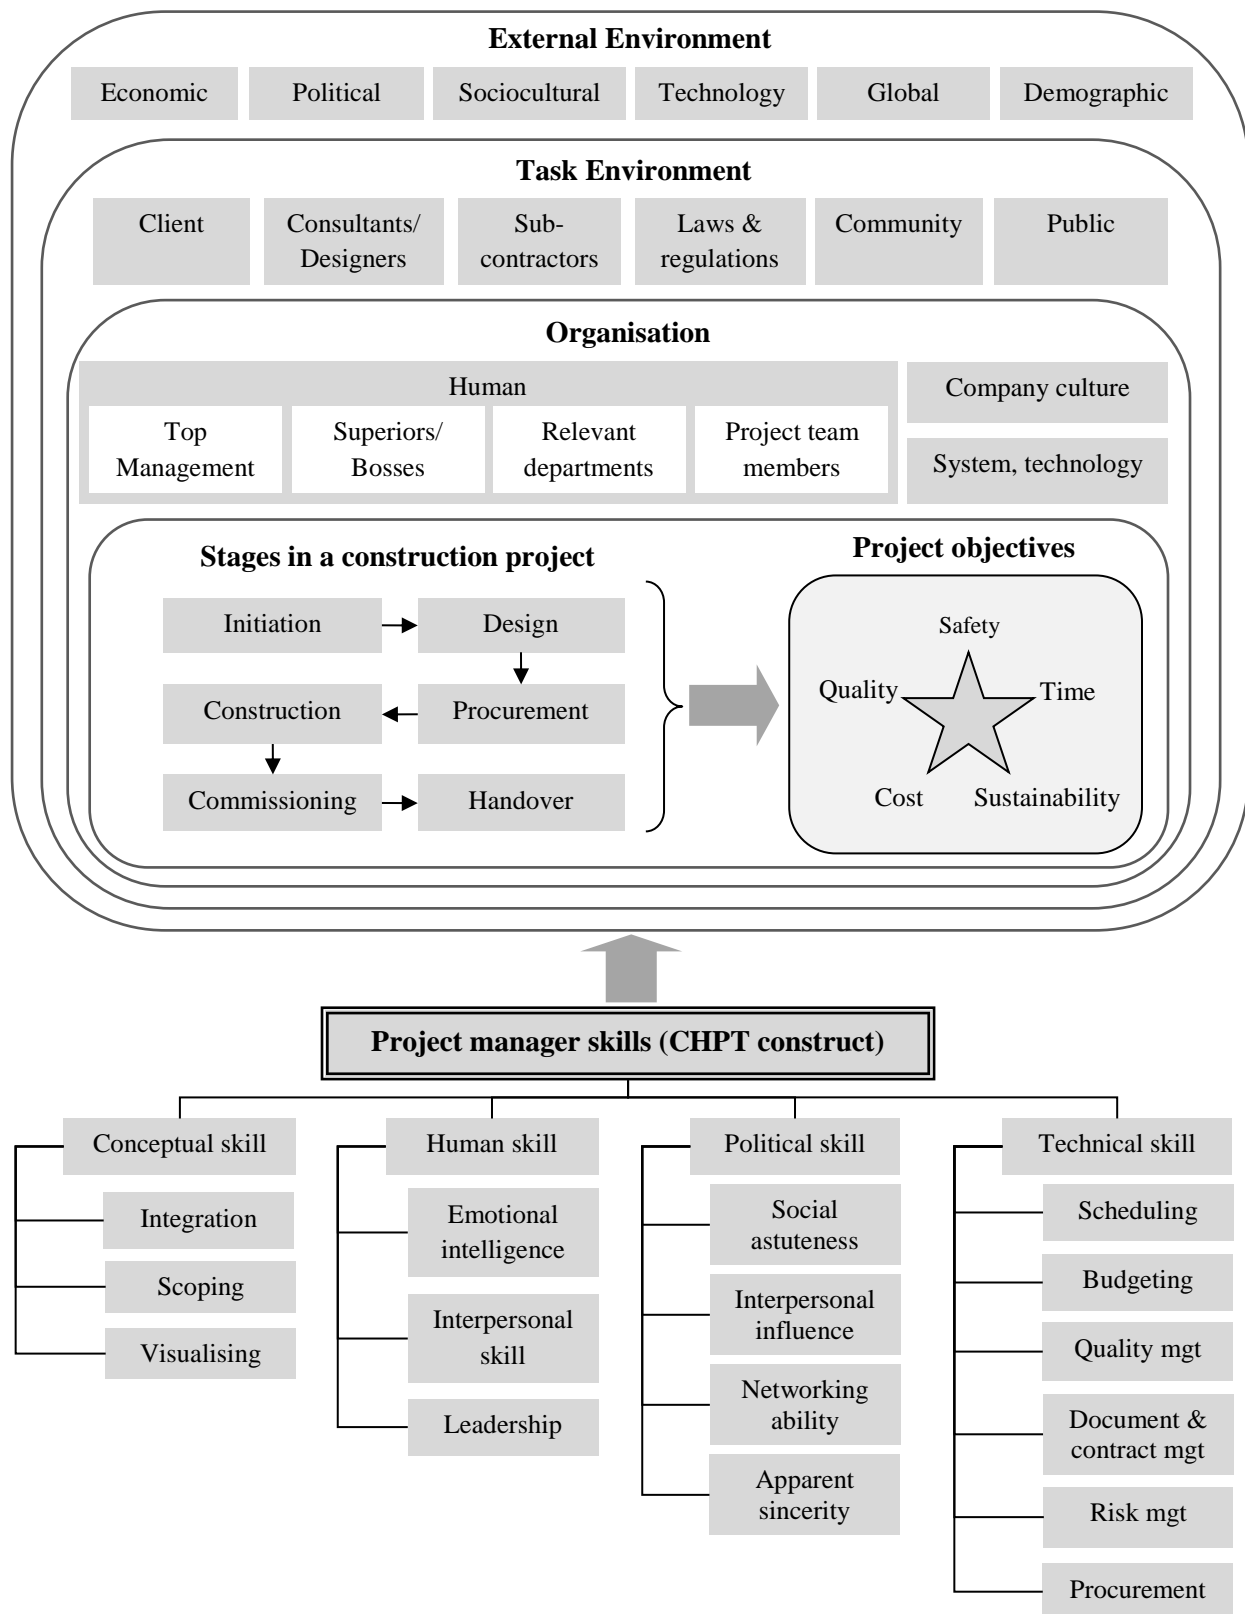 External Environment
Economic
Political
Sociocultural
Technology
Global
Demographic
Task Environment
Client
Consultants/
Designers
Sub-
contractors
Laws &
regulations
Community
Public
Organisation
Human
Top
Management
Superiors/
Bosses
Relevant
departments
Project team
members
Company culture
System, technology
Stages in a construction project
Initiation
Design
Construction
Procurement
Commissioning
Handover
Project objectives
Safety
Quality
Time
Cost
Sustainability
Project manager skills (CHPT construct)
Conceptual skill
Integration
Scoping
Visualising
Human skill
Emotional
intelligence
Interpersonal
skill
Leadership
Political skill
Social
astuteness
Interpersonal
influence
Networking
ability
Apparent
sincerity
Technical skill
Scheduling
Budgeting
Quality mgt
Document &
contract mgt
Risk mgt
Procurement